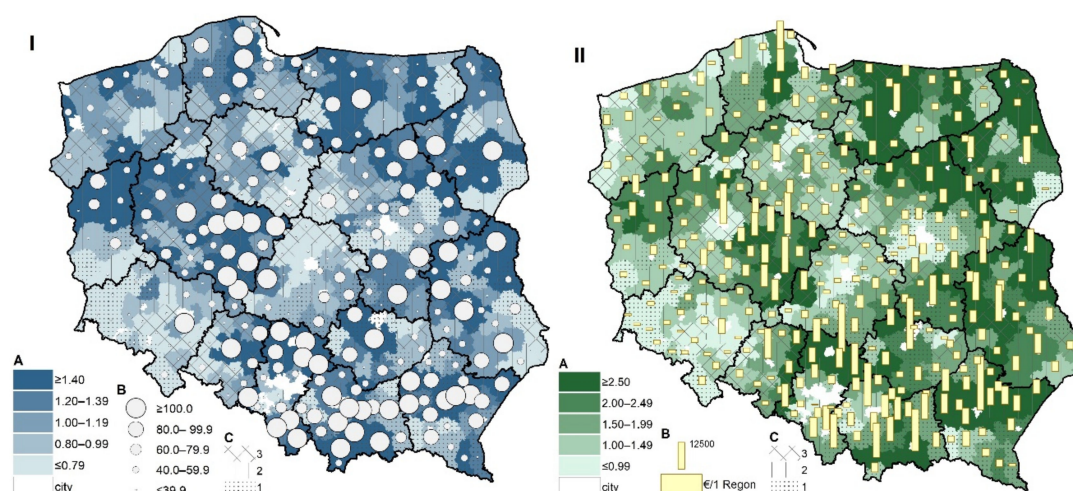 I
A
≥1.40
1.20–1.39
1.00–1.19
0.80–0.99
≤0.79
city
B
≥100.0
80.0– 99.9
60.0–79.9
40.0–59.9
≤39.9
C
3
2
1
II
A
≥2.50
2.00–2.49
1.50–1.99
1.00–1.49
≤0.99
city
B
12500
€/1 Regon
C
3
2
1